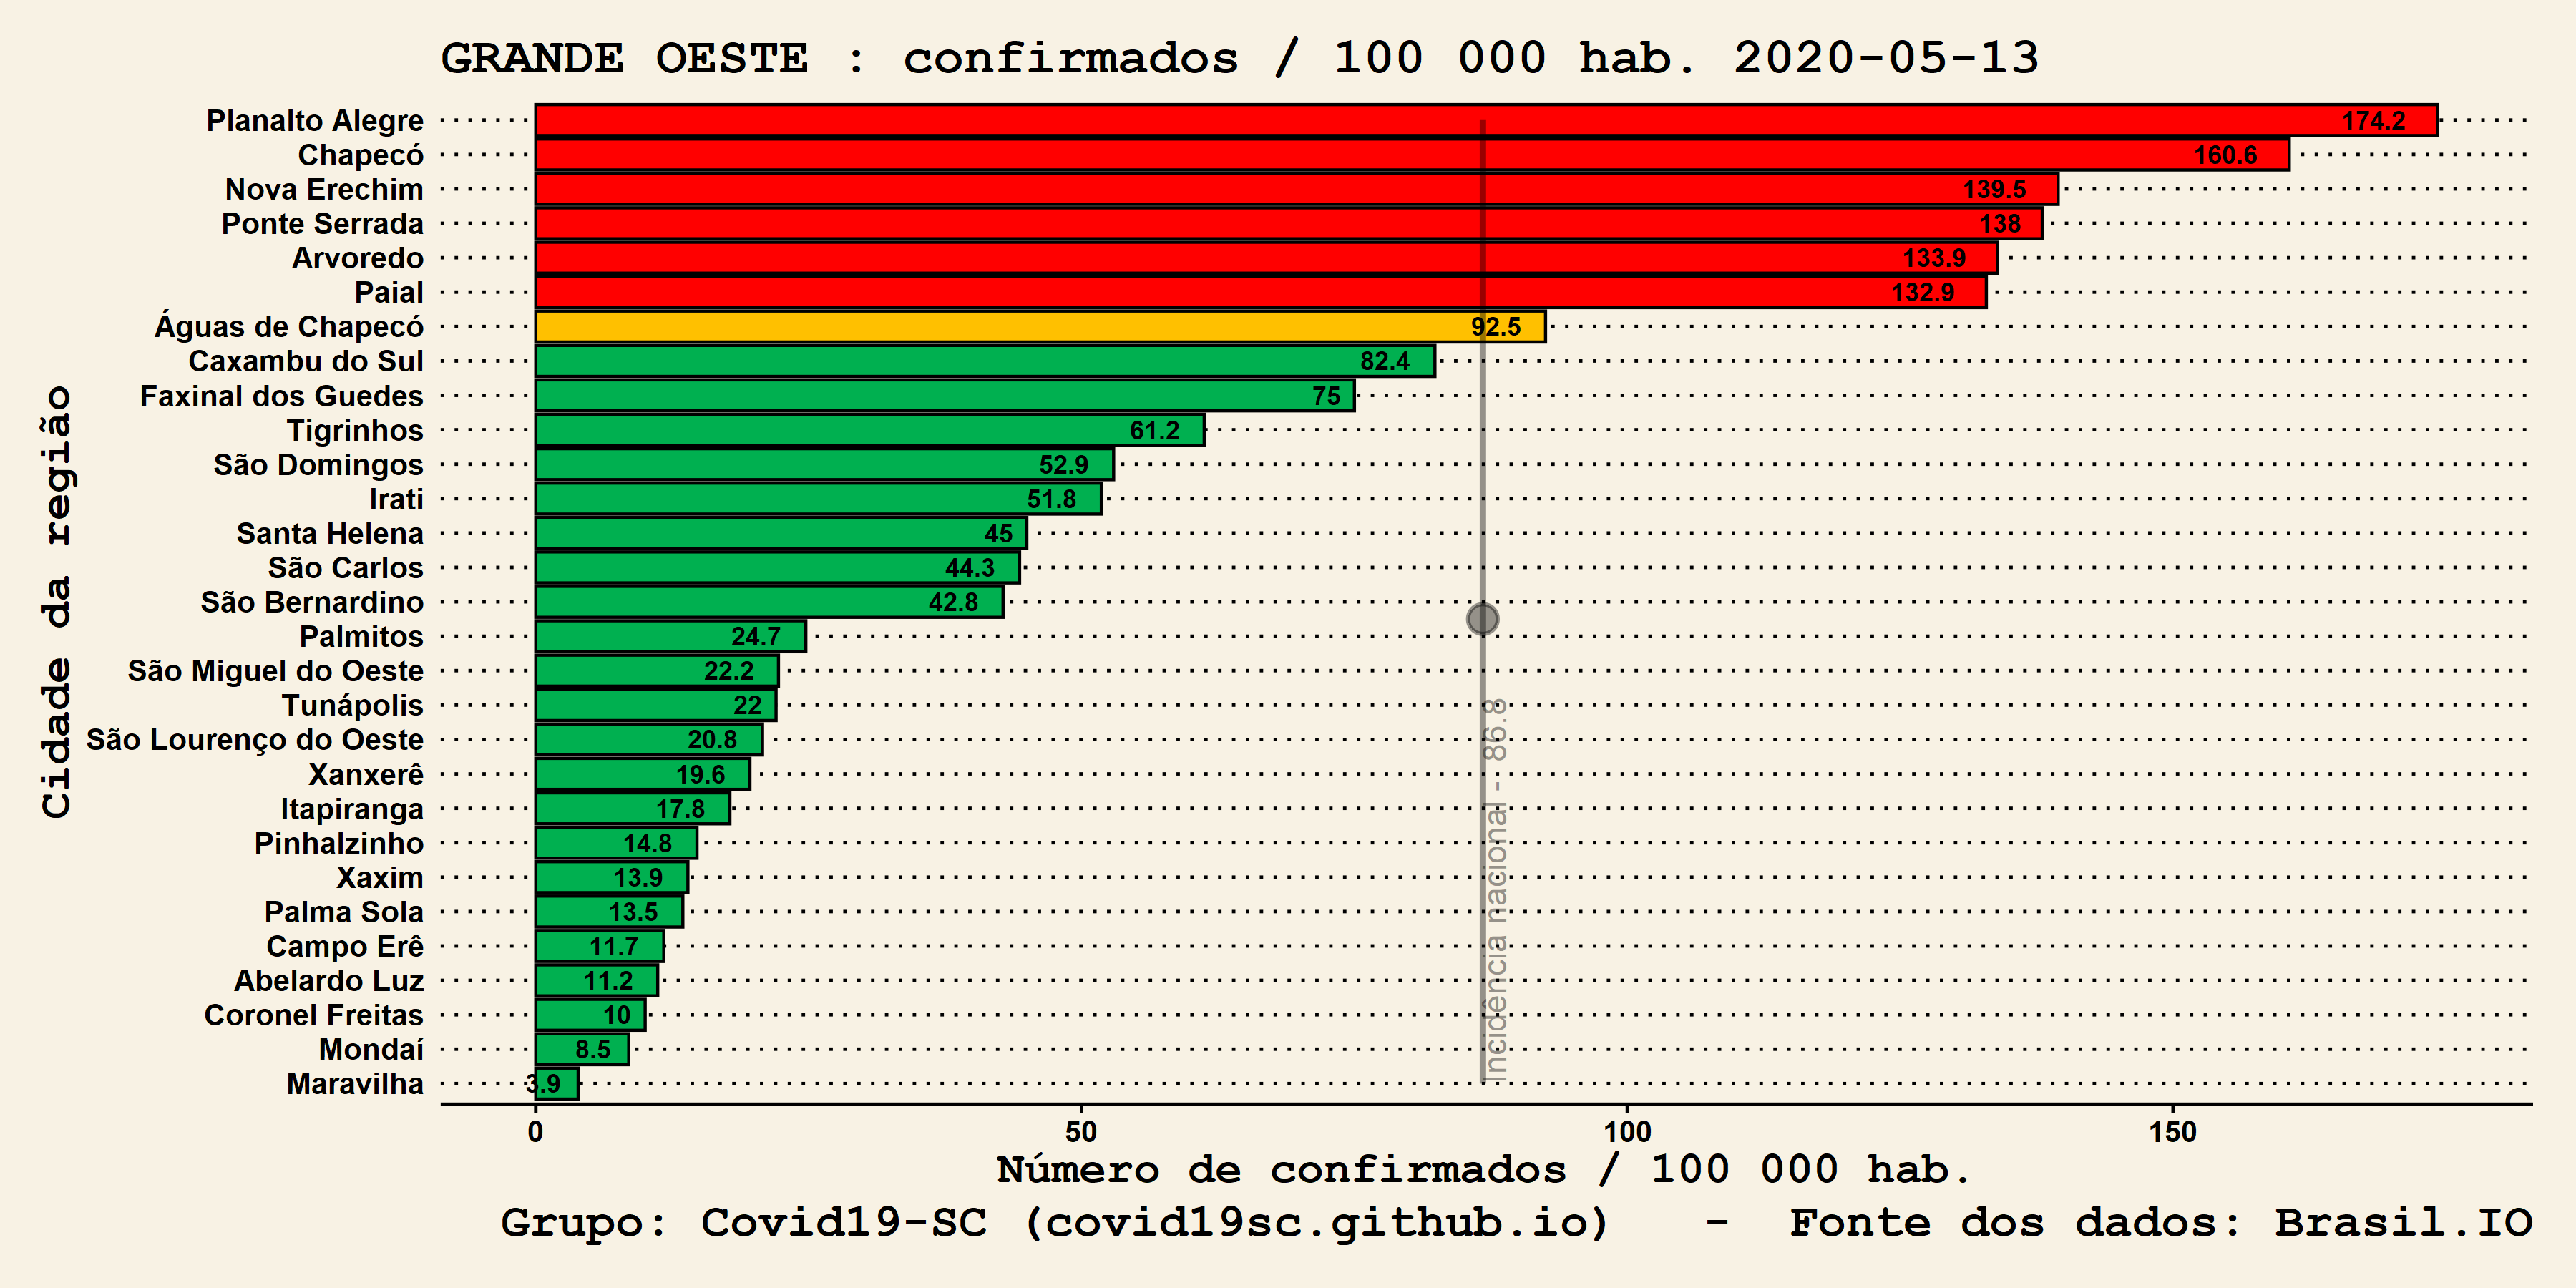 GRANDE OESTE : confirmados / 100 000 hab. 2020-05-13
Cidade da região
Planalto Alegre 174.2
Chapecó 160.6
Nova Erechim 139.5
Ponte Serrada 138
Arvoredo 133.9
Paial 132.9
Águas de Chapecó 92.5
Caxambu do Sul 82.4
Faxinal dos Guedes 75
Tigrinhos 61.2
São Domingos 52.9
Irati 51.8
Santa Helena 45
São Carlos 44.3
São Bernardino 42.8
Palmitos 24.7
São Miguel do Oeste 22.2
Tunápolis 22
São Lourenço do Oeste 20.8
Xanxerê 19.6
Itapiranga 17.8
Pinhalzinho 14.8
Xaxim 13.9
Palma Sola 13.5
Campo Erê 11.7
Abelardo Luz 11.2
Coronel Freitas 10
Mondaí 8.5
Maravilha 3.9
Incidência nacional - 86.8
0 50 100 150
Número de confirmados / 100 000 hab.
Grupo: Covid19-SC (covid19sc.github.io) - Fonte dos dados: Brasil.IO